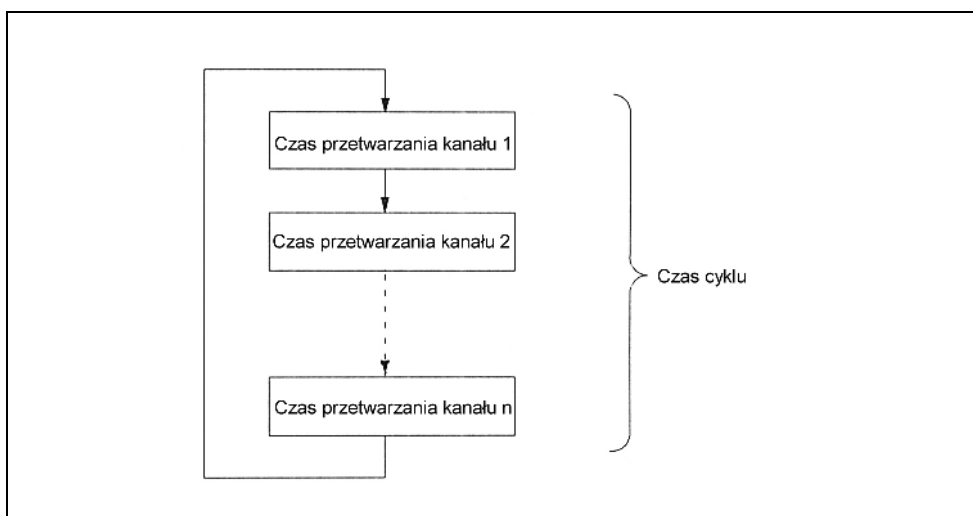 Czas przetwarzania kanału 1
Czas przetwarzania kanału 2
Czas cyklu
Czas przetwarzania kanału n